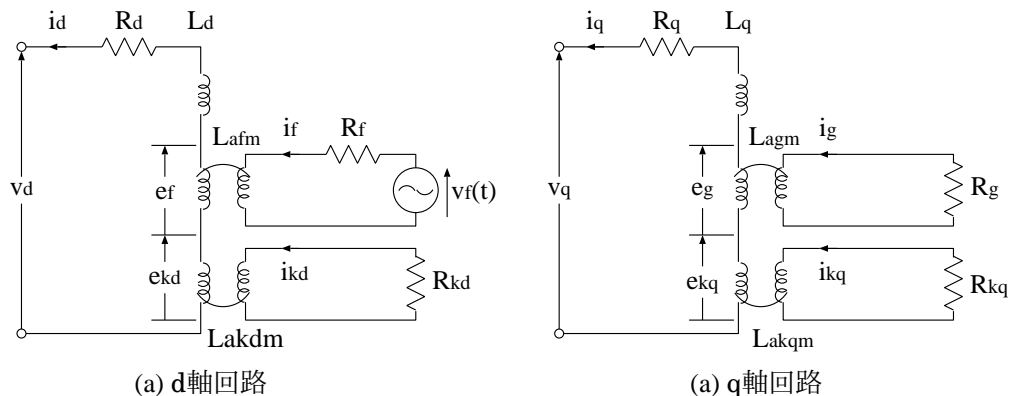 id Rd Ld
Lafm if Rf
vd ef vf(t)
ekd ikd Rkd
Lakdm
(a) d軸回路
iq Rq Lq
Lagm ig
vq eg Rg
ekq ikq Rkq
Lakqm
(a) q軸回路